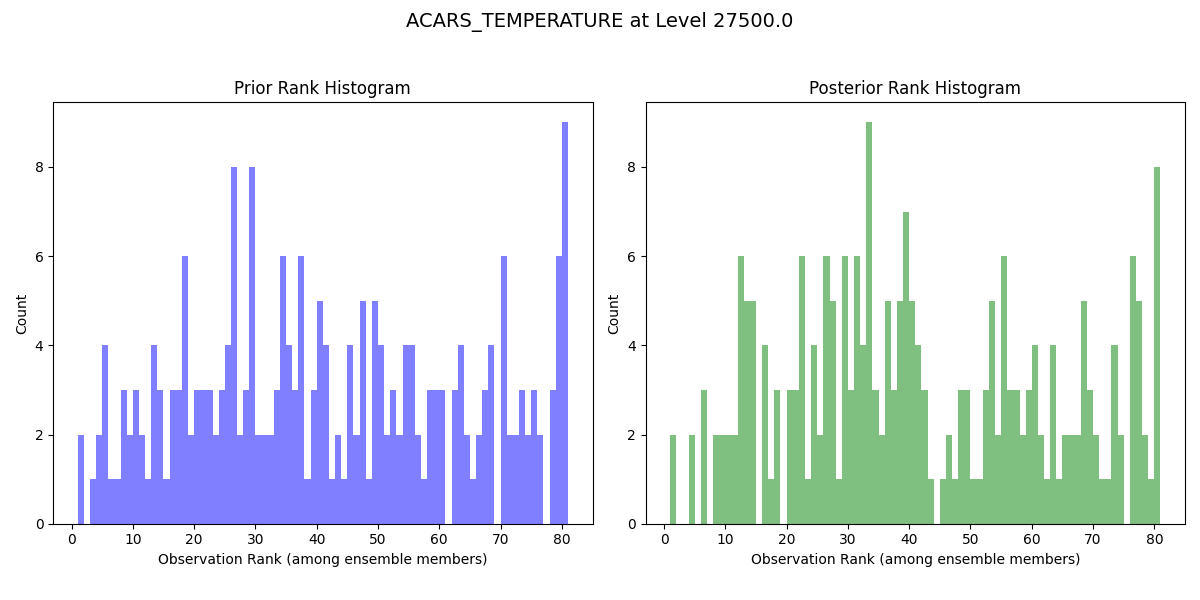 ACARS_TEMPERATURE at Level 27500.0
Prior Rank Histogram
Count
8
6
4
2
0
0 10 20 30 40 50 60 70 80
Observation Rank (among ensemble members)
Posterior Rank Histogram
Count
8
6
4
2
0
0 10 20 30 40 50 60 70 80
Observation Rank (among ensemble members)